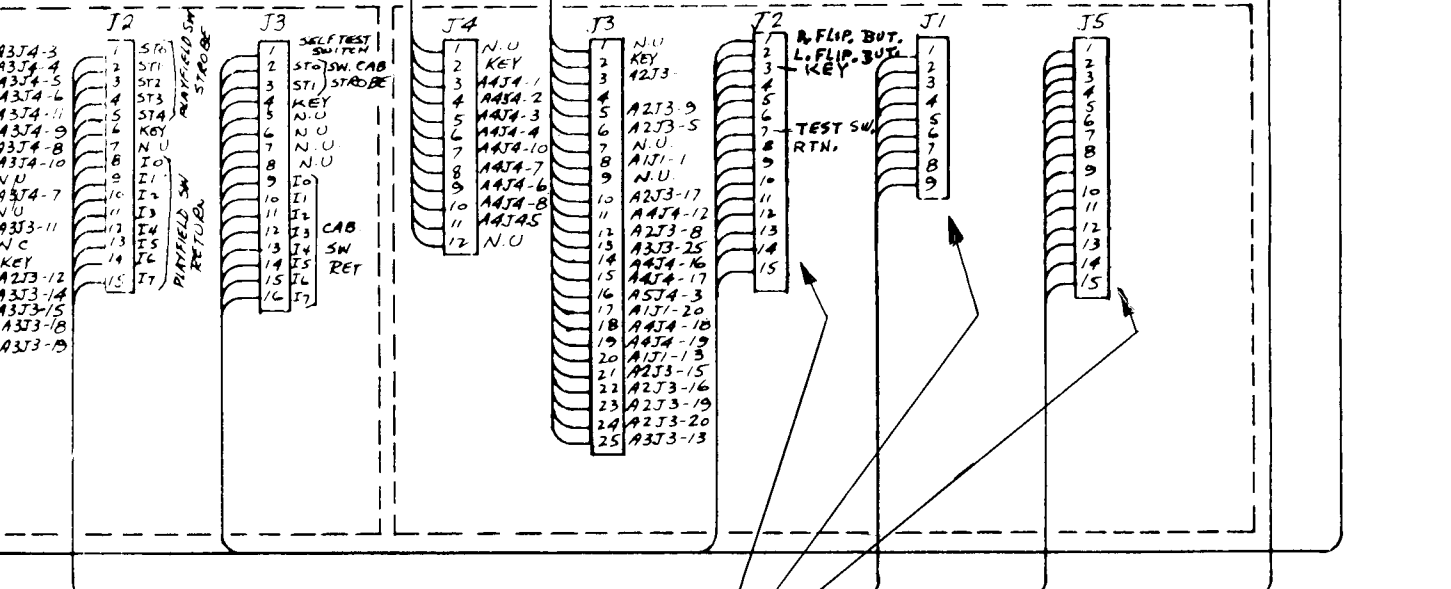 J2
J3
J4
J3
J2
J1
J5
A3J4-3
A3J4-4
A3J4-5
A3J4-6
A3J4-11
A3J4-9
A3J4-8
A3J4-10
N U
A3J4-7
N U
A3J3-11
N C
KEY
A2J3-12
A3J3-14
A3J3-15
A3J3-18
A3J3-19
1 ST0
2 ST1
3 ST2
4 ST3
5 ST4
6 KEY
7 N U
8 I0
9 I1
10 I2
11 I3
12 I4
13 I5
14 I6
15 I7
PLAYFIELD SW
STROBE
PLAYFIELD SW
RETURN
1 SELF TEST
SWITCH
2 ST0 SW. CAB
3 ST1 STROBE
4 KEY
5 N U
6 N U
7 N U.
8 N.U
9 I0
10 I1
11 I2
12 I3
13 I4
14 I5
15 I6
16 I7
CAB
SW
RET
1 N.U
2 KEY
3 A4J4-1
4 A4J4-2
5 A4J4-3
6 A4J4-4
7 A4J4-10
8 A4J4-7
9 A4J4-6
10 A4J4-8
11 A4J45
12 N.U
1 N.U
2 KEY
3 A2J3-
4
5 A2J3-9
6 A2J3-5
7 N.U.
8 A1J1-1
9 N.U.
10 A2J3-17
11 A4J4-12
12 A2J3-8
13 A3J3-25
14 A4J4-16
15 A4J4-17
16 A5J4-3
17 A1J1-20
18 A4J4-18
19 A4J4-19
20 A1J1-13
21 A2J3-15
22 A2J3-16
23 A2J3-19
24 A2J3-20
25 A3J3-13
1 R. FLIP. BUT.
2 L. FLIP. BUT.
3 KEY
4
5
6
7 TEST SW.
8 RTN.
9
10
11
12
13
14
15
1
2
3
4
5
6
7
8
9
1
2
3
4
5
6
7
8
9
10
11
12
13
14
15